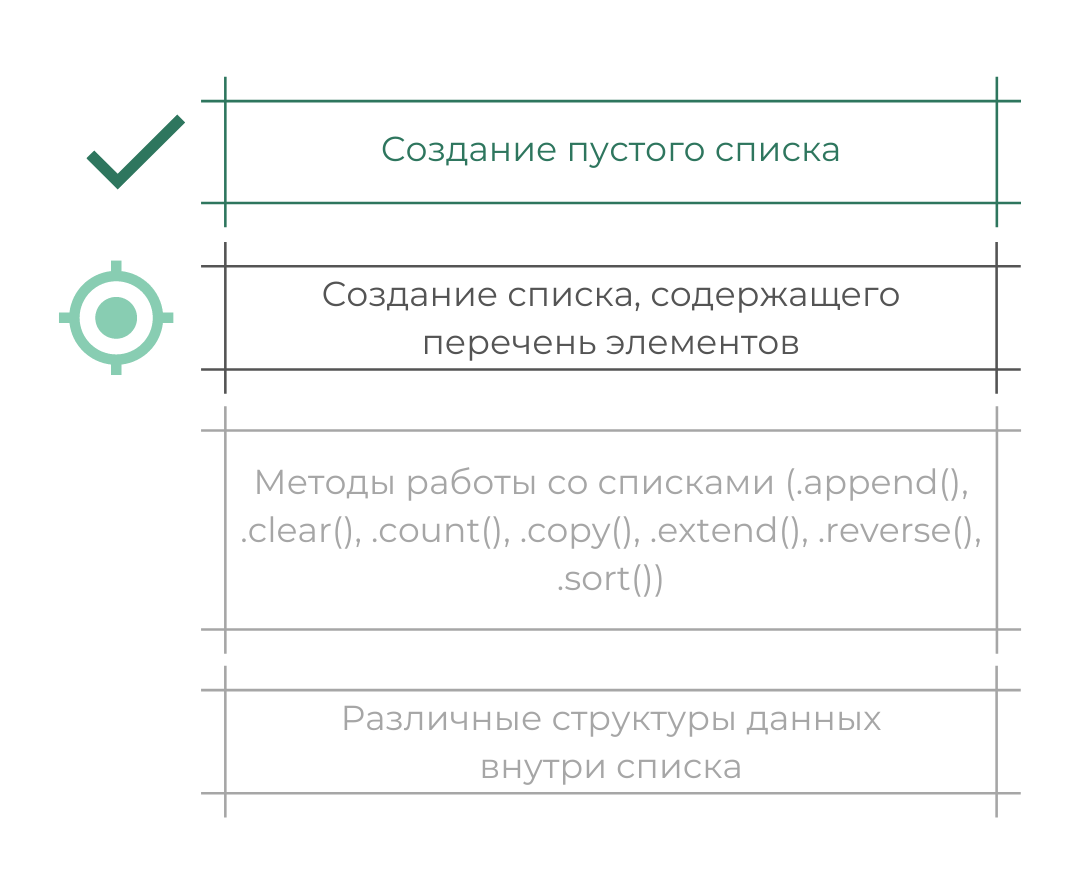 Создание пустого списка
Создание списка, содержащего
перечень элементов
Методы работы со списками (.append(),
.clear(), .count(), .copy(), .extend(), .reverse(),
.sort())
Различные структуры данных
внутри списка